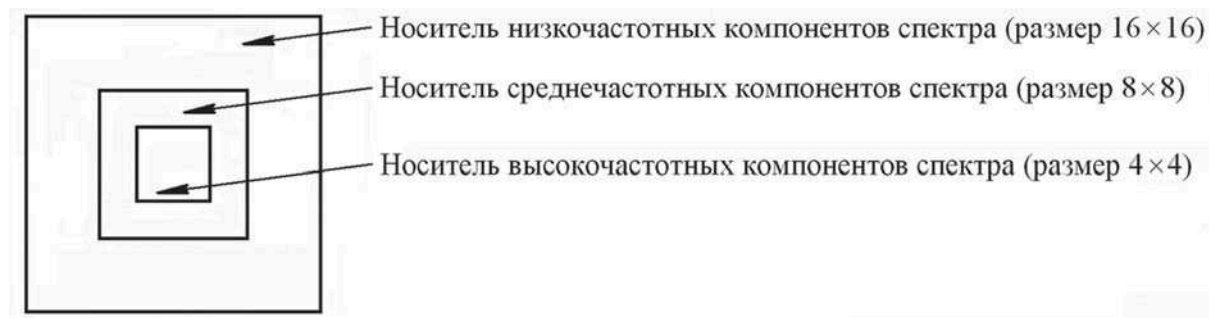 Носитель низкочастотных компонентов спектра (размер 16×16)
Носитель среднечастотных компонентов спектра (размер 8×8)
Носитель высокочастотных компонентов спектра (размер 4×4)